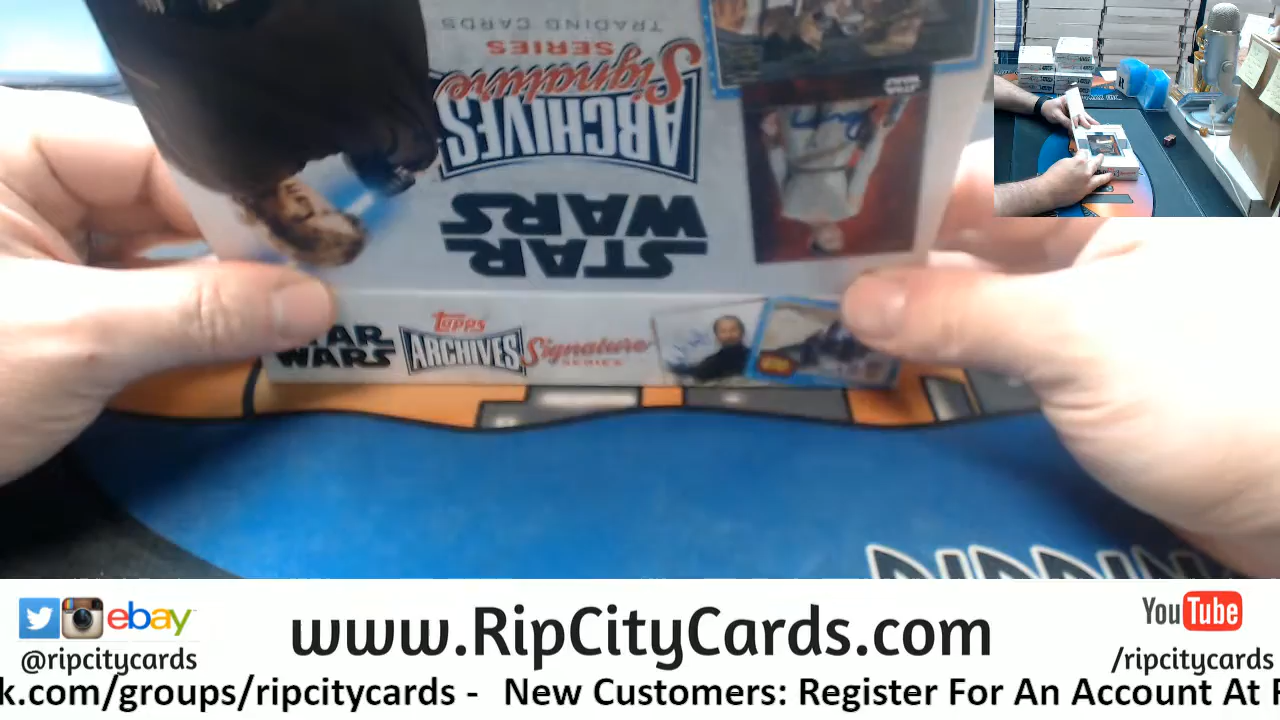 TRADING CARDS
SERIES
Signature
ARCHIVES
WARS
STAR
STAR WARS
Topps
ARCHIVES
Signature
SERIES
ebay
@ripcitycards
www.RipCityCards.com
YouTube
/ripcitycards
k.com/groups/ripcitycards - New Customers: Register For An Account At